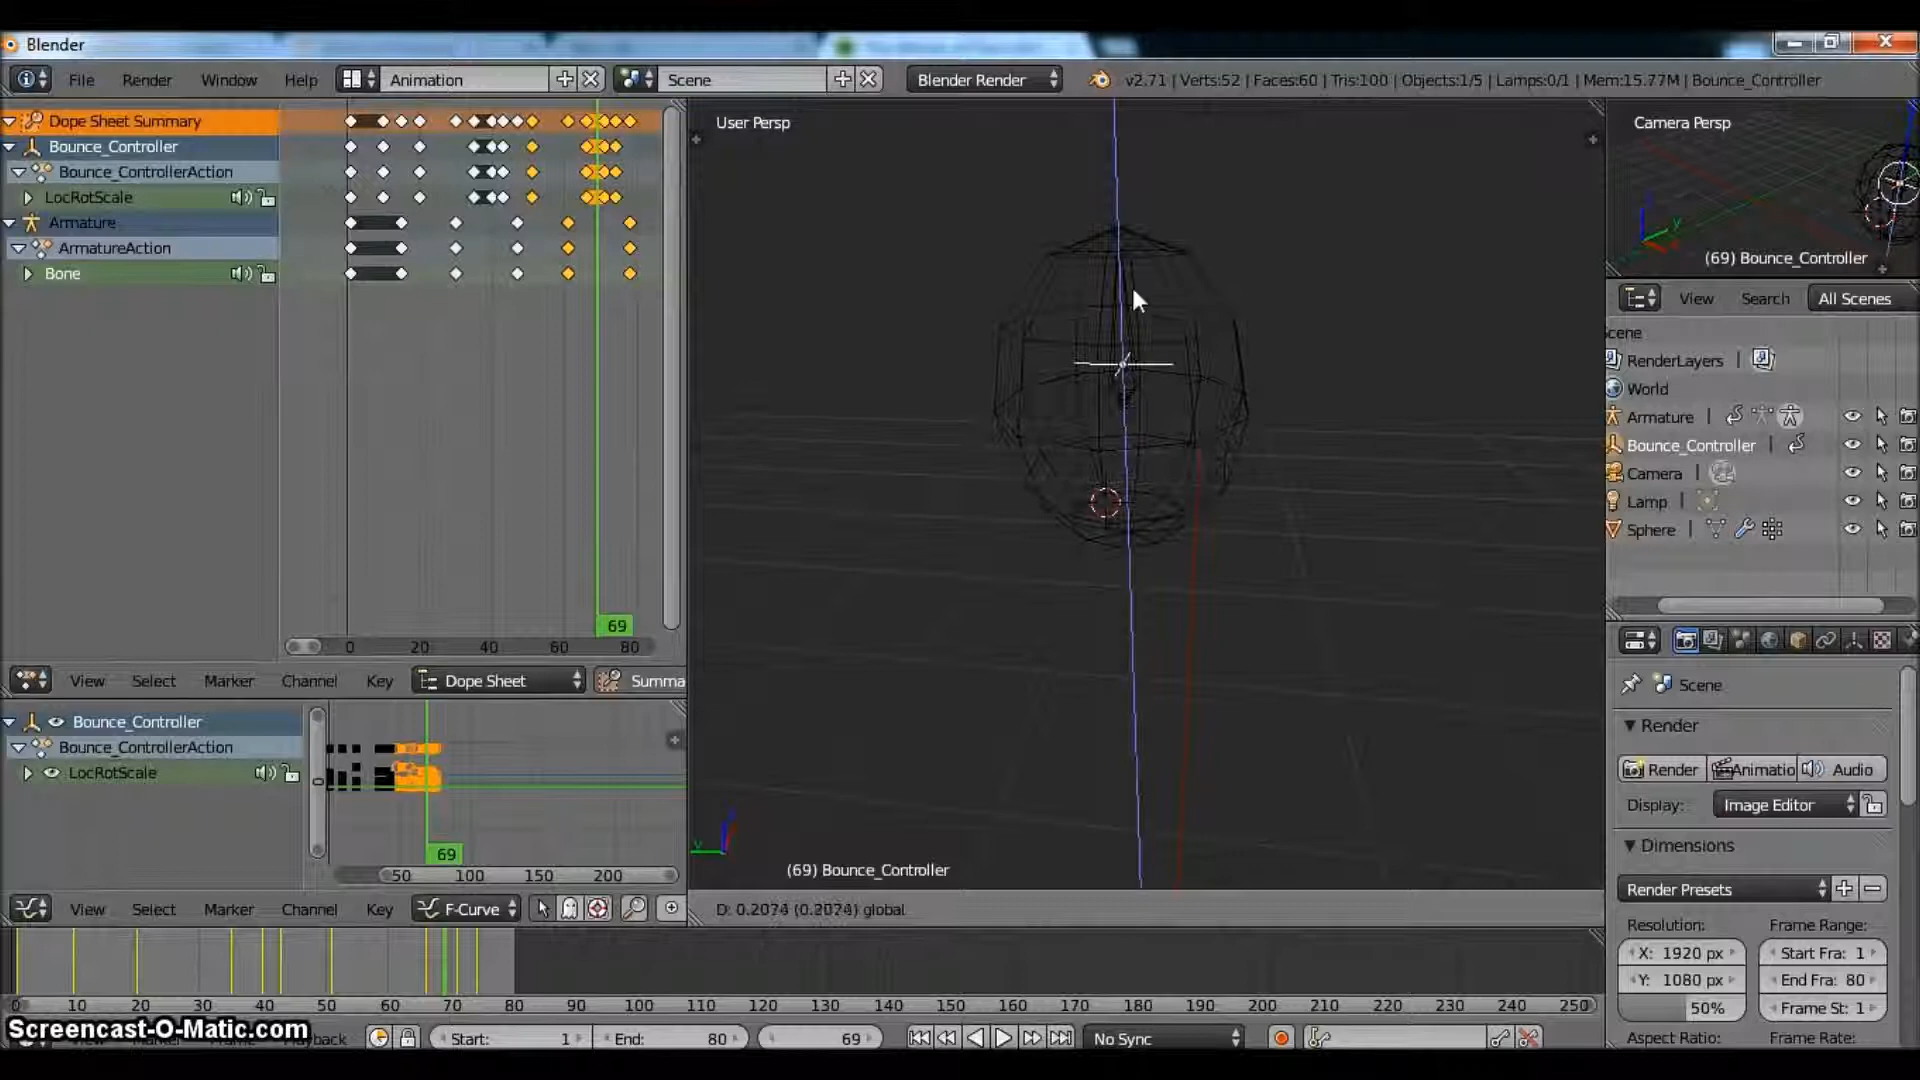 Blender
File Render Window Help Animation Scene Blender Render v2.71 | Verts:52 | Faces:60 | Tris:100 | Objects:1/5 | Lamps:0/1 | Mem:15.77M | Bounce_Controller
Dope Sheet Summary
Bounce_Controller
Bounce_ControllerAction
LocRotScale
Armature
ArmatureAction
Bone
69
0 20 40 60 80
View Select Marker Channel Key Dope Sheet Summa
Bounce_Controller
Bounce_ControllerAction
LocRotScale
69
50 100 150 200
View Select Marker Channel Key F-Curve
User Persp
(69) Bounce_Controller
D: 0.2074 (0.2074) global
Camera Persp
(69) Bounce_Controller
View Search All Scenes
cene
RenderLayers
World
Armature
Bounce_Controller
Camera
Lamp
Sphere
Scene
Render
Render Animatio Audio
Display: Image Editor
Dimensions
Render Presets
Resolution: Frame Range:
X: 1920 px Start Fra: 1
Y: 1080 px End Fra: 80
50% Frame St: 1
Aspect Ratio: Frame Rate:
0 10 20 30 40 50 60 70 80 90 100 110 120 130 140 150 160 170 180 190 200 210 220 230 240 250
Screencast-O-Matic.com
Start: 1 End: 80 69 No Sync